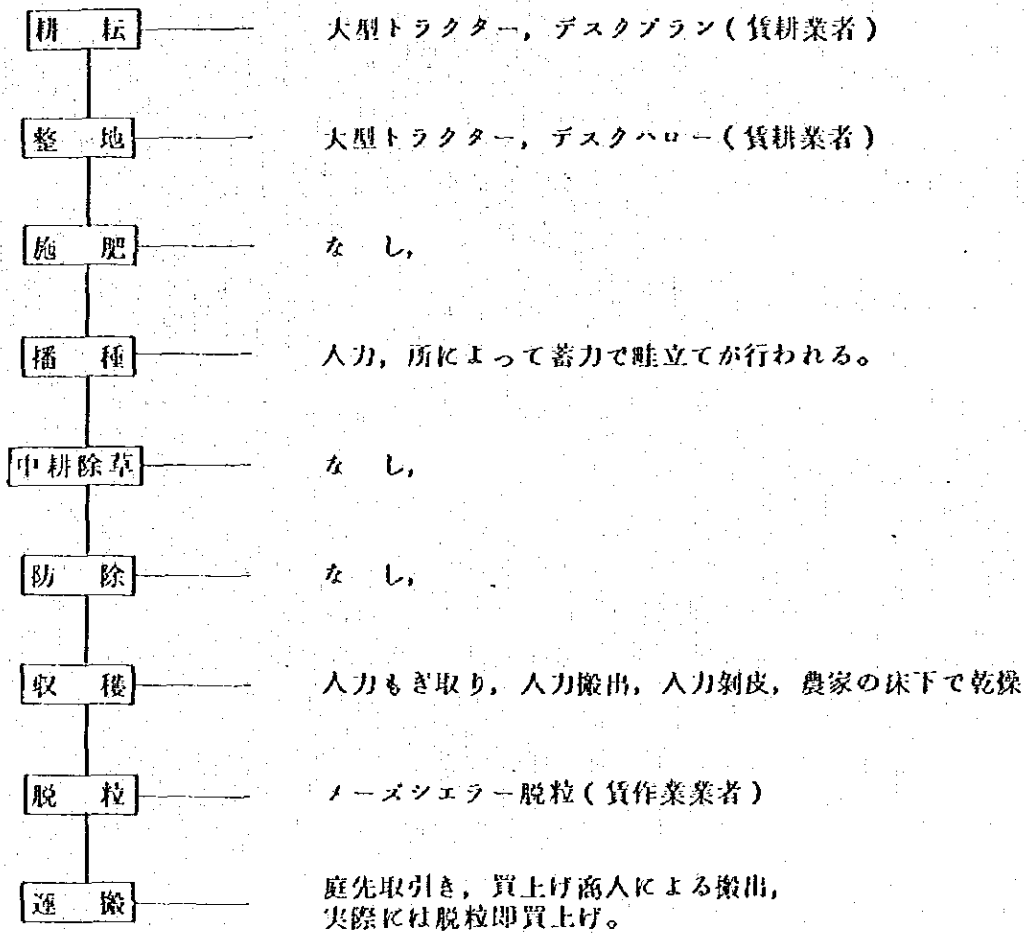 耕 耘 大型トラクター,デスクプラン(賃耕業者)
整 地 大型トラクター,デスクハロー(賃耕業者)
施 肥 な し,
播 種 人力,所によって蓄力で畦立てが行われる。
中耕除草 な し,
防 除 な し,
収 穫 人力もぎ取り,人力搬出,人力剝皮,農家の床下で乾燥
脱 粒 メーズシエラー脱粒(賃作業業者)
運 搬 庭先取引き,買上げ商人による搬出,
実際には脱粒即買上げ。